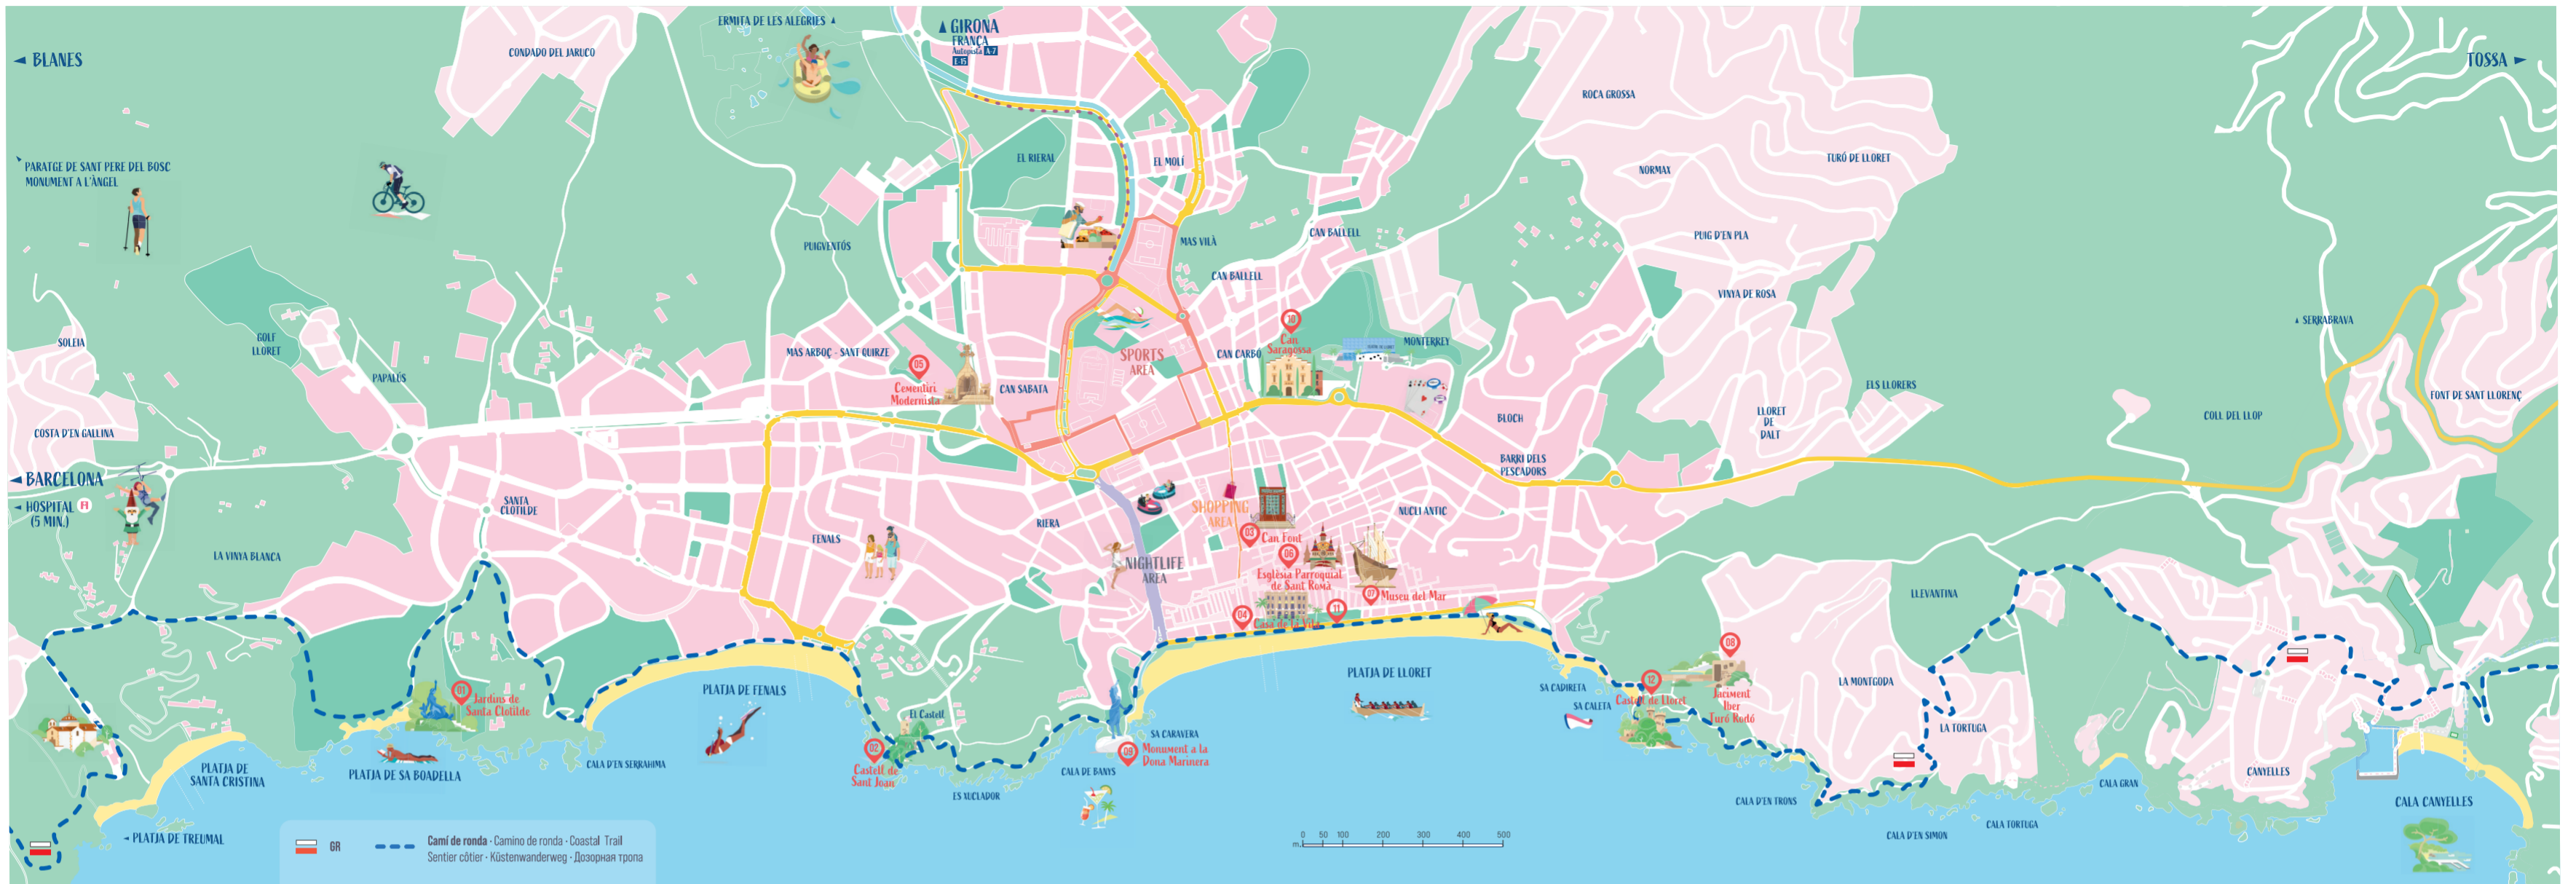 ERMITA DE LES ALEGRIES
GIRONA
FRANÇA
Autopista A-7
E-15
BLANES
CONDADO DEL JARUCO
TOSSA
ROCA GROSSA
PARATGE DE SANT PERE DEL BOSC
MONUMENT A L'ÀNGEL
EL RIERAL
EL MOLÍ
NORMAX
TURÓ DE LLORET
PUIGVENTÓS
MAS VILÀ
CAN BALLELL
PUIG D'EN PLA
CAN BALLELL
VINYA DE ROSA
SOLEIA
GOLF
LLORET
MAS ARBOÇ - SANT QUIRZE
SPORTS
AREA
CAN CARBÓ
10
Can
Saragossa
MONTERREY
SERRABRAVA
PAPALÚS
05
Cementiri
Modernista
CAN SABATA
ELS LLORERS
FONT DE SANT LLORENÇ
COSTA D'EN GALLINA
BLOCH
LLORET
DE
DALT
COLL DEL LLOP
BARCELONA
HOSPITAL H
(5 MIN.)
BARRI DELS
PESCADORS
SANTA
CLOTILDE
RIERA
SHOPPING
AREA
NUCLI ANTIC
LA VINYA BLANCA
FENALS
03
Can Font
06
Església Parroquial
de Sant Romà
NIGHTLIFE
AREA
07
Museu del Mar
04
Casa de la Vila
11
LLEVANTINA
08
Jaciment
Iber
Turó Rodó
12
Castell de Lloret
PLATJA DE LLORET
SA CADIRETA
SA CALETA
LA MONTGODA
LA TORTUGA
01
Jardins de
Santa Clotilde
PLATJA DE FENALS
El Castell
02
Castell de
Sant Joan
SA CARAVERA
09
Monument a la
Dona Marinera
CALA DE BANYS
ES XUCLADOR
CALA D'EN SERRAHIMA
PLATJA DE
SANTA CRISTINA
PLATJA DE SA BOADELLA
CANYELLES
CALA GRAN
CALA D'EN TRONS
CALA CANYELLES
CALA TORTUGA
CALA D'EN SIMON
PLATJA DE TREUMAL
GR
Camí de ronda · Camino de ronda · Coastal Trail
Sentier côtier · Küstenwanderweg · Дозорная тропа
0 50 100 200 300 400 500
m.